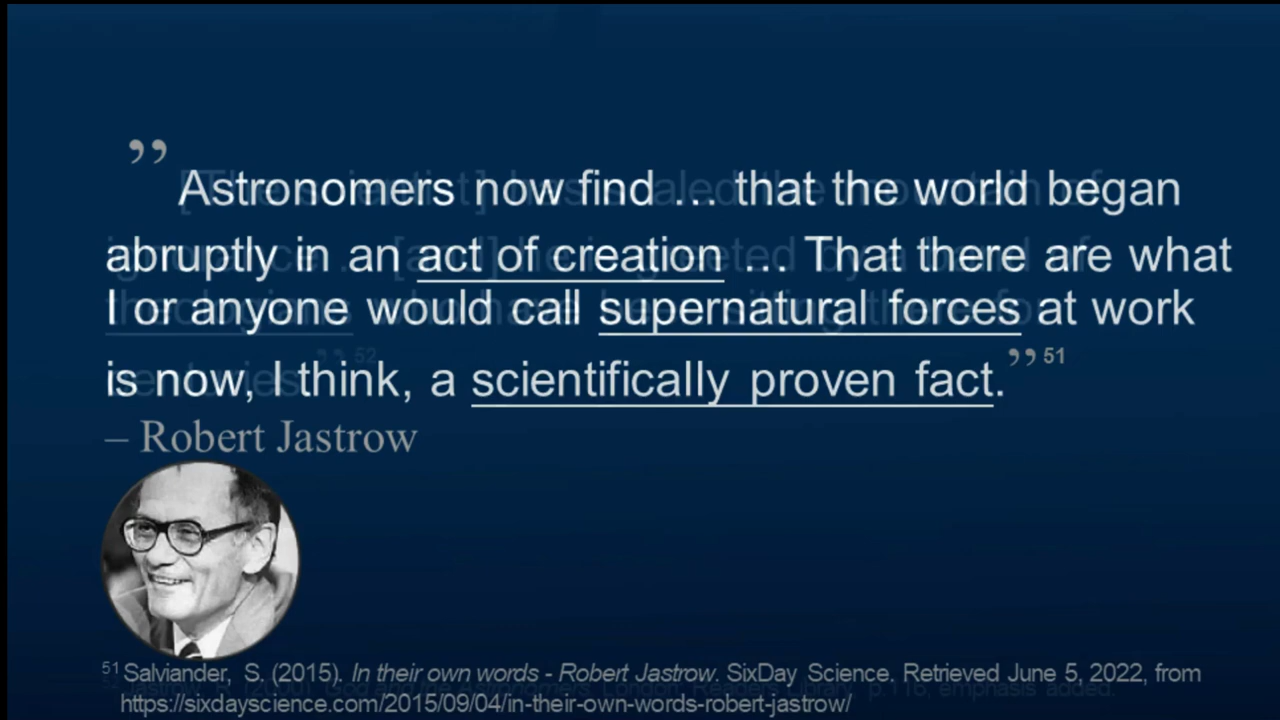 ” Astronomers now find … that the world began
abruptly in an act of creation … That there are what
I or anyone would call supernatural forces at work
is now, I think, a scientifically proven fact.” 51
– Robert Jastrow
51 Salviander, S. (2015). In their own words - Robert Jastrow. SixDay Science. Retrieved June 5, 2022, from
https://sixdayscience.com/2015/09/04/in-their-own-words-robert-jastrow/